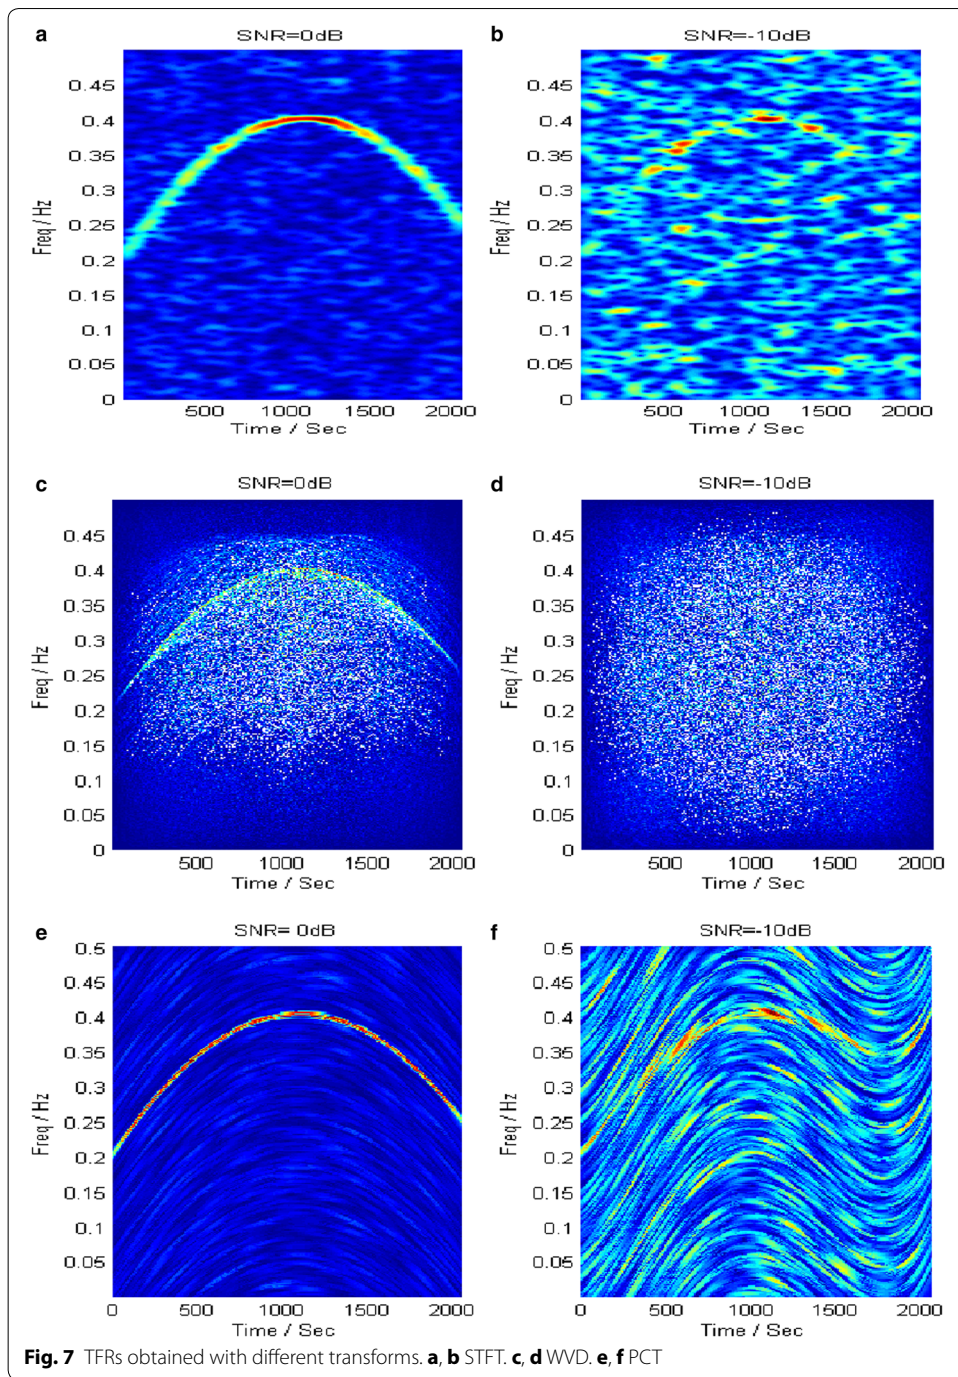 a SNR=0dB
0.45
0.4
0.35
0.3
0.25
0.2
0.15
0.1
0.05
0
Freq / Hz
500 1000 1500 2000
Time / Sec
b SNR=-10dB
0.45
0.4
0.35
0.3
0.25
0.2
0.15
0.1
0.05
0
Freq / Hz
500 1000 1500 2000
Time / Sec
c SNR=0dB
0.45
0.4
0.35
0.3
0.25
0.2
0.15
0.1
0.05
0
Freq / Hz
500 1000 1500 2000
Time / Sec
d SNR=-10dB
0.45
0.4
0.35
0.3
0.25
0.2
0.15
0.1
0.05
0
Freq / Hz
500 1000 1500 2000
Time / Sec
e SNR= 0dB
0.5
0.45
0.4
0.35
0.3
0.25
0.2
0.15
0.1
0.05
Freq / Hz
0 500 1000 1500 2000
Time / Sec
f SNR=-10dB
0.5
0.45
0.4
0.35
0.3
0.25
0.2
0.15
0.1
0.05
Freq / Hz
0 500 1000 1500 2000
Time / Sec
Fig. 7 TFRs obtained with different transforms. a, b STFT. c, d WVD. e, f PCT